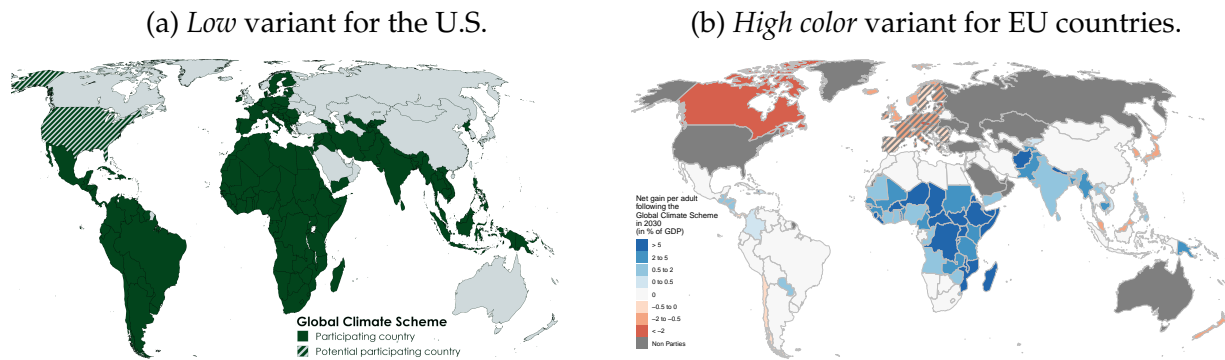 (a) Low variant for the U.S.
(b) High color variant for EU countries.
Global Climate Scheme
Participating country
Potential participating country
Net gain per adult
following the
Global Climate Scheme
in 2030
(in % of GDP)
> 5
2 to 5
0.5 to 2
0 to 0.5
0
−0.5 to 0
−2 to −0.5
< −2
Non Parties